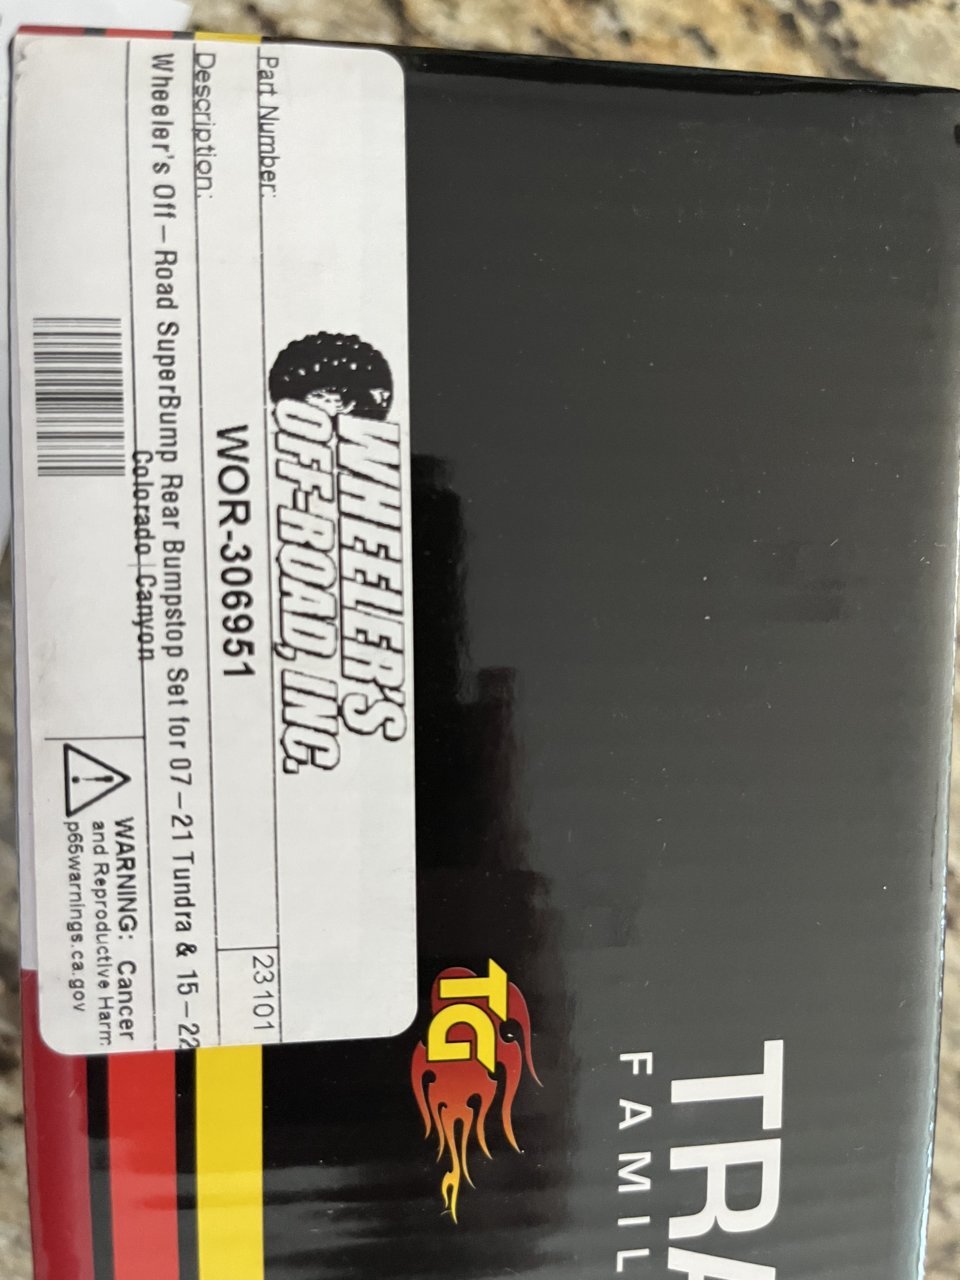 WHEELER'S
OFF-ROAD, INC.
Part Number:
WOR-306951
23101
Description:
Wheeler's Off-Road SuperBump Rear Bumpstop Set for 07-21 Tundra & 15-22
Colorado|Canyon
WARNING: Cancer
and Reproductive Harm
p65warnings.ca.gov
TG
TRA
FAMIL